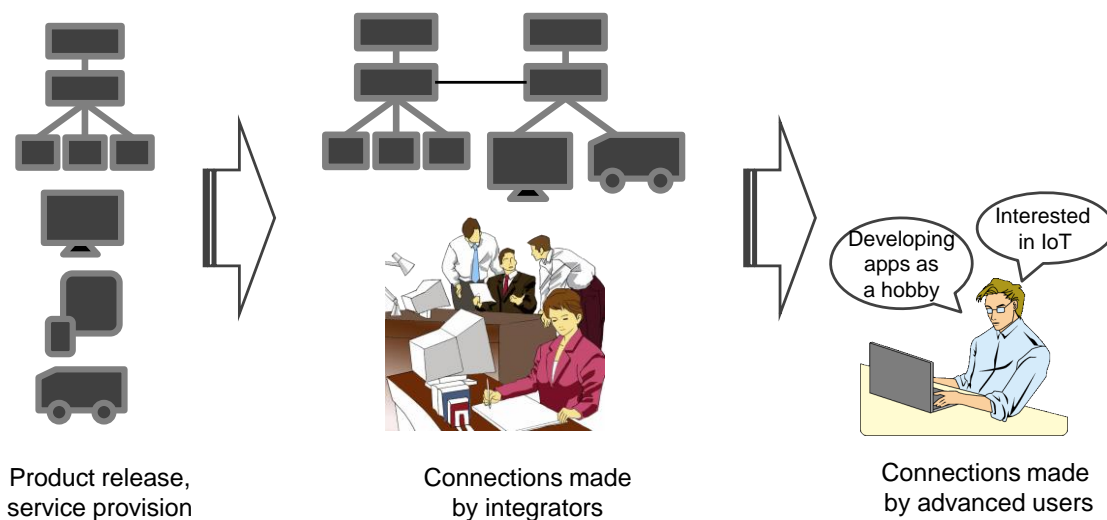 Interested
in IoT
Developing
apps as
a hobby
Product release,
service provision
Connections made
by integrators
Connections made
by advanced users